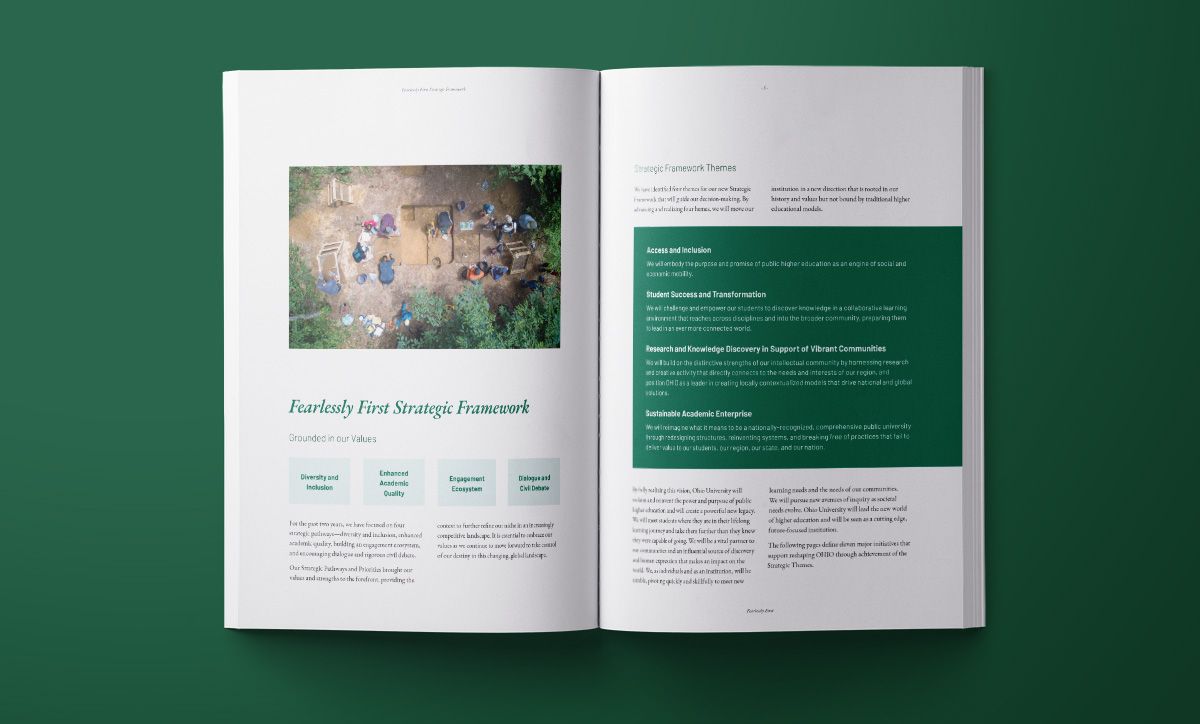 Fearlessly First Strategic Framework
Fearlessly First Strategic Framework
Grounded in our Values
Diversity and
Inclusion
Enhanced
Academic
Quality
Engagement
Ecosystem
Dialogue and
Civil Debate
For the past two years, we have focused on four
strategic pathways—diversity and inclusion, enhanced
academic quality, building an engagement ecosystem,
and encouraging dialogue and rigorous civil debate.
Our Strategic Pathways and Priorities brought our
values and strengths to the forefront, providing the
context to further refine our niche in an increasingly
competitive landscape. It is essential to embrace our
values as we continue to move forward to take control
of our destiny in this changing, global landscape.
Strategic Framework Themes
We have identified four themes for our new Strategic
Framework that will guide our decision-making. By
advancing and realizing four themes, we will move our
institution in a new direction that is rooted in our
history and values but not bound by traditional higher
educational models.
Access and Inclusion
We will embody the purpose and promise of public higher education as an engine of social and
economic mobility.
Student Success and Transformation
We will challenge and empower our students to discover knowledge in a collaborative learning
environment that reaches across disciplines and into the broader community, preparing them
to lead in an ever more connected world.
Research and Knowledge Discovery in Support of Vibrant Communities
We will build on the distinctive strengths of our intellectual community by harnessing research
and creative activity that directly connects to the needs and interests of our region, and
position OHIO as a leader in creating locally contextualized models that drive national and global
solutions.
Sustainable Academic Enterprise
We will reimagine what it means to be a nationally-recognized, comprehensive public university
through redesigning structures, reinventing systems, and breaking free of practices that fail to
deliver value to our students, our region, our state, and our nation.
By fully realizing this vision, Ohio University will
and reinvent the power and purpose of public
higher education and will create a powerful new legacy.
We will meet students where they are in their lifelong
learning journey and take them further than they knew
they were capable of going. We will be a vital partner to
our communities and an influential source of discovery
and human expression that makes an impact on the
world. We, as individuals and as an institution, will be
nimble, pivoting quickly and skillfully to meet new
learning needs and the needs of our communities.
We will pursue new avenues of inquiry as societal
needs evolve. Ohio University will lead the new world
of higher education and will be seen as a cutting edge,
future-focused institution.
The following pages define eleven major initiatives that
support reshaping OHIO through achievement of the
Strategic Themes.
Fearlessly First